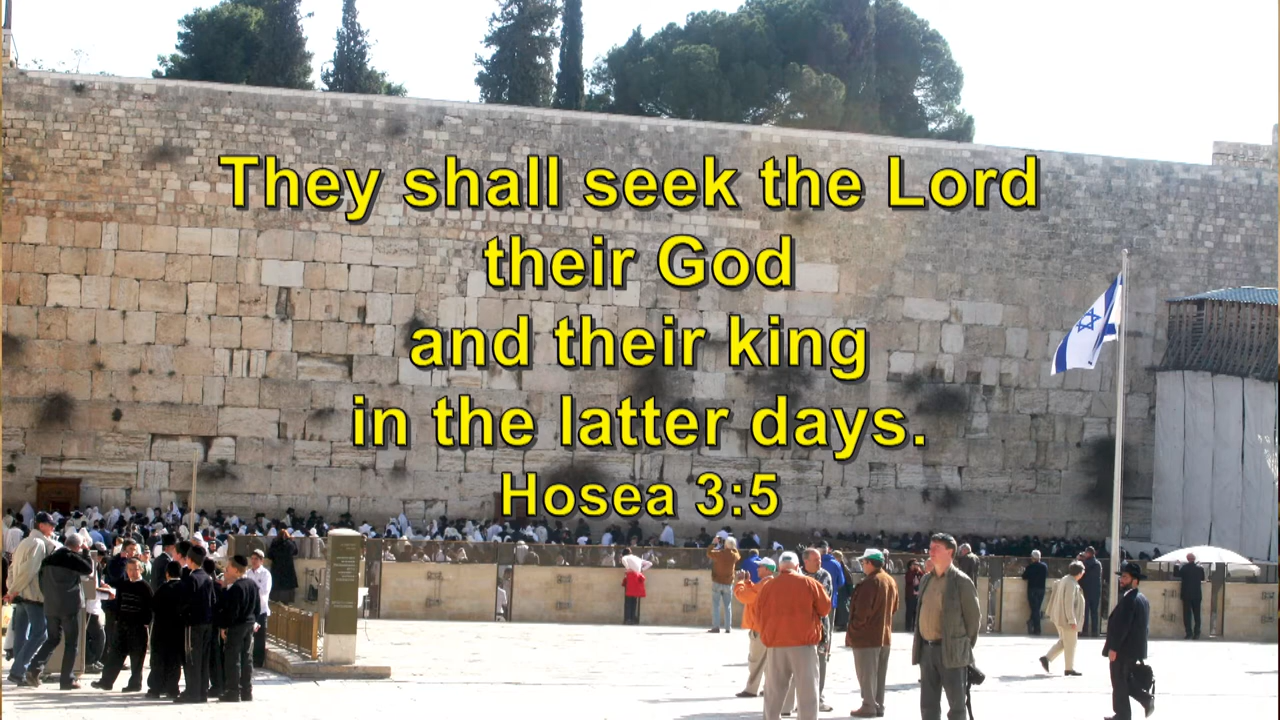 They shall seek the Lord
their God
and their king
in the latter days.
Hosea 3:5